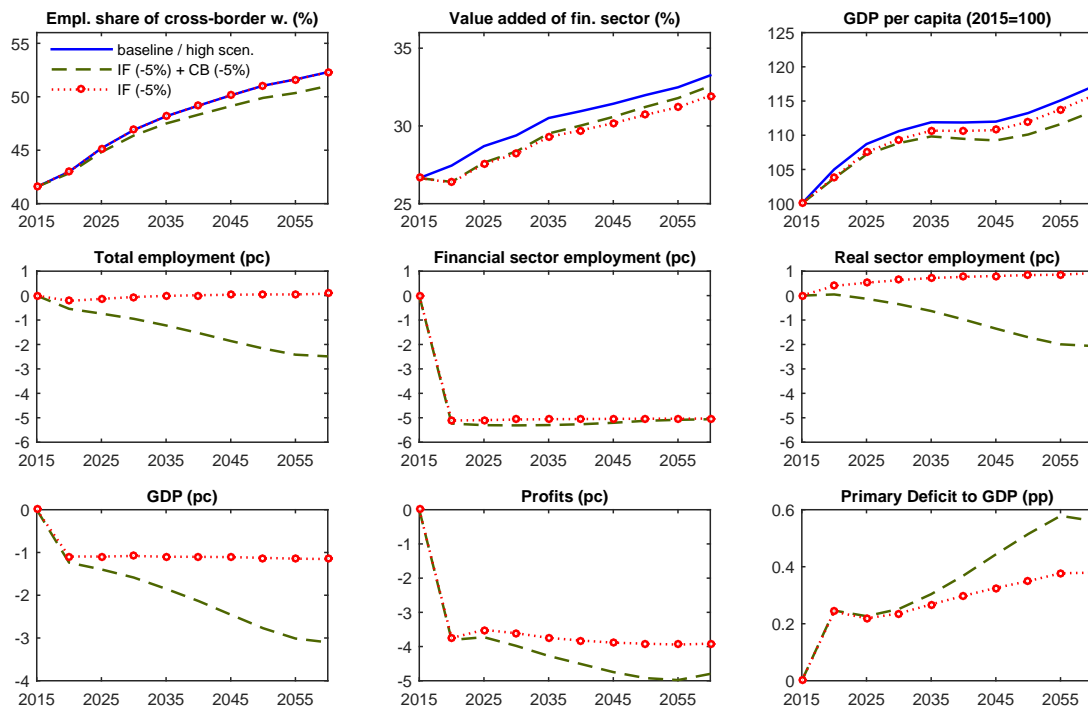 Empl. share of cross-border w. (%)
Value added of fin. sector (%)
GDP per capita (2015=100)
55
50
45
40
baseline / high scen.
IF (-5%) + CB (-5%)
IF (-5%)
2015 2025 2035 2045 2055
35
30
25
2015 2025 2035 2045 2055
125
120
115
110
105
100
2015 2025 2035 2045 2055
Total employment (pc)
Financial sector employment (pc)
Real sector employment (pc)
1
0
-1
-2
-3
-4
-5
-6
2015 2025 2035 2045 2055
1
0
-1
-2
-3
-4
-5
-6
2015 2025 2035 2045 2055
1
0
-1
-2
-3
-4
-5
-6
2015 2025 2035 2045 2055
GDP (pc)
Profits (pc)
Primary Deficit to GDP (pp)
0
-1
-2
-3
-4
2015 2025 2035 2045 2055
0
-1
-2
-3
-4
-5
2015 2025 2035 2045 2055
0.6
0.4
0.2
0
2015 2025 2035 2045 2055